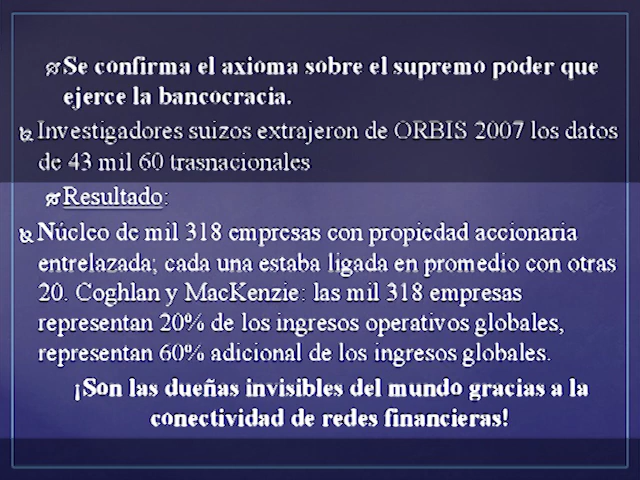 Se confirma el axioma sobre el supremo poder que
ejerce la bancocracia.
Investigadores suizos extrajeron de ORBIS 2007 los datos
de 43 mil 60 trasnacionales
Resultado:
Núcleo de mil 318 empresas con propiedad accionaria
entrelazada; cada una estaba ligada en promedio con otras
20. Coghlan y MacKenzie: las mil 318 empresas
representan 20% de los ingresos operativos globales,
representan 60% adicional de los ingresos globales.
¡Son las dueñas invisibles del mundo gracias a la
conectividad de redes financieras!